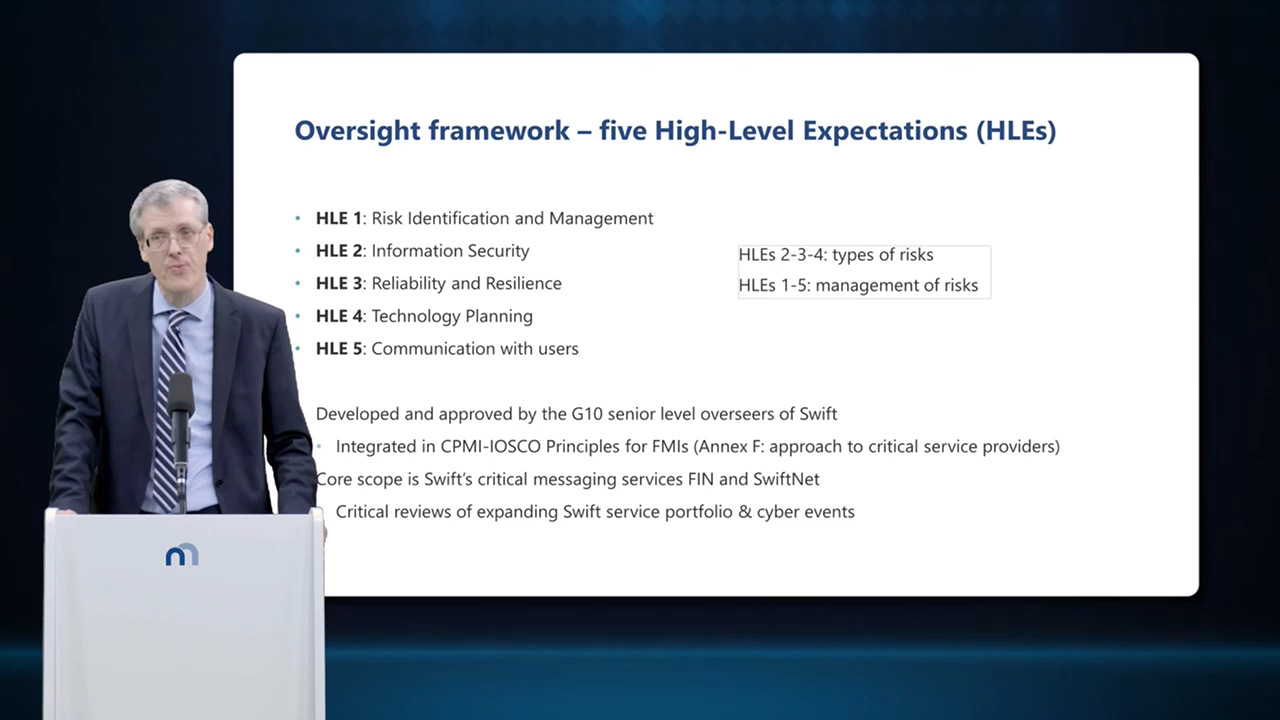 Oversight framework – five High-Level Expectations (HLEs)
• HLE 1: Risk Identification and Management
• HLE 2: Information Security
• HLE 3: Reliability and Resilience
• HLE 4: Technology Planning
• HLE 5: Communication with users
HLEs 2-3-4: types of risks
HLEs 1-5: management of risks
Developed and approved by the G10 senior level overseers of Swift
• Integrated in CPMI-IOSCO Principles for FMIs (Annex F: approach to critical service providers)
Core scope is Swift's critical messaging services FIN and SwiftNet
Critical reviews of expanding Swift service portfolio & cyber events